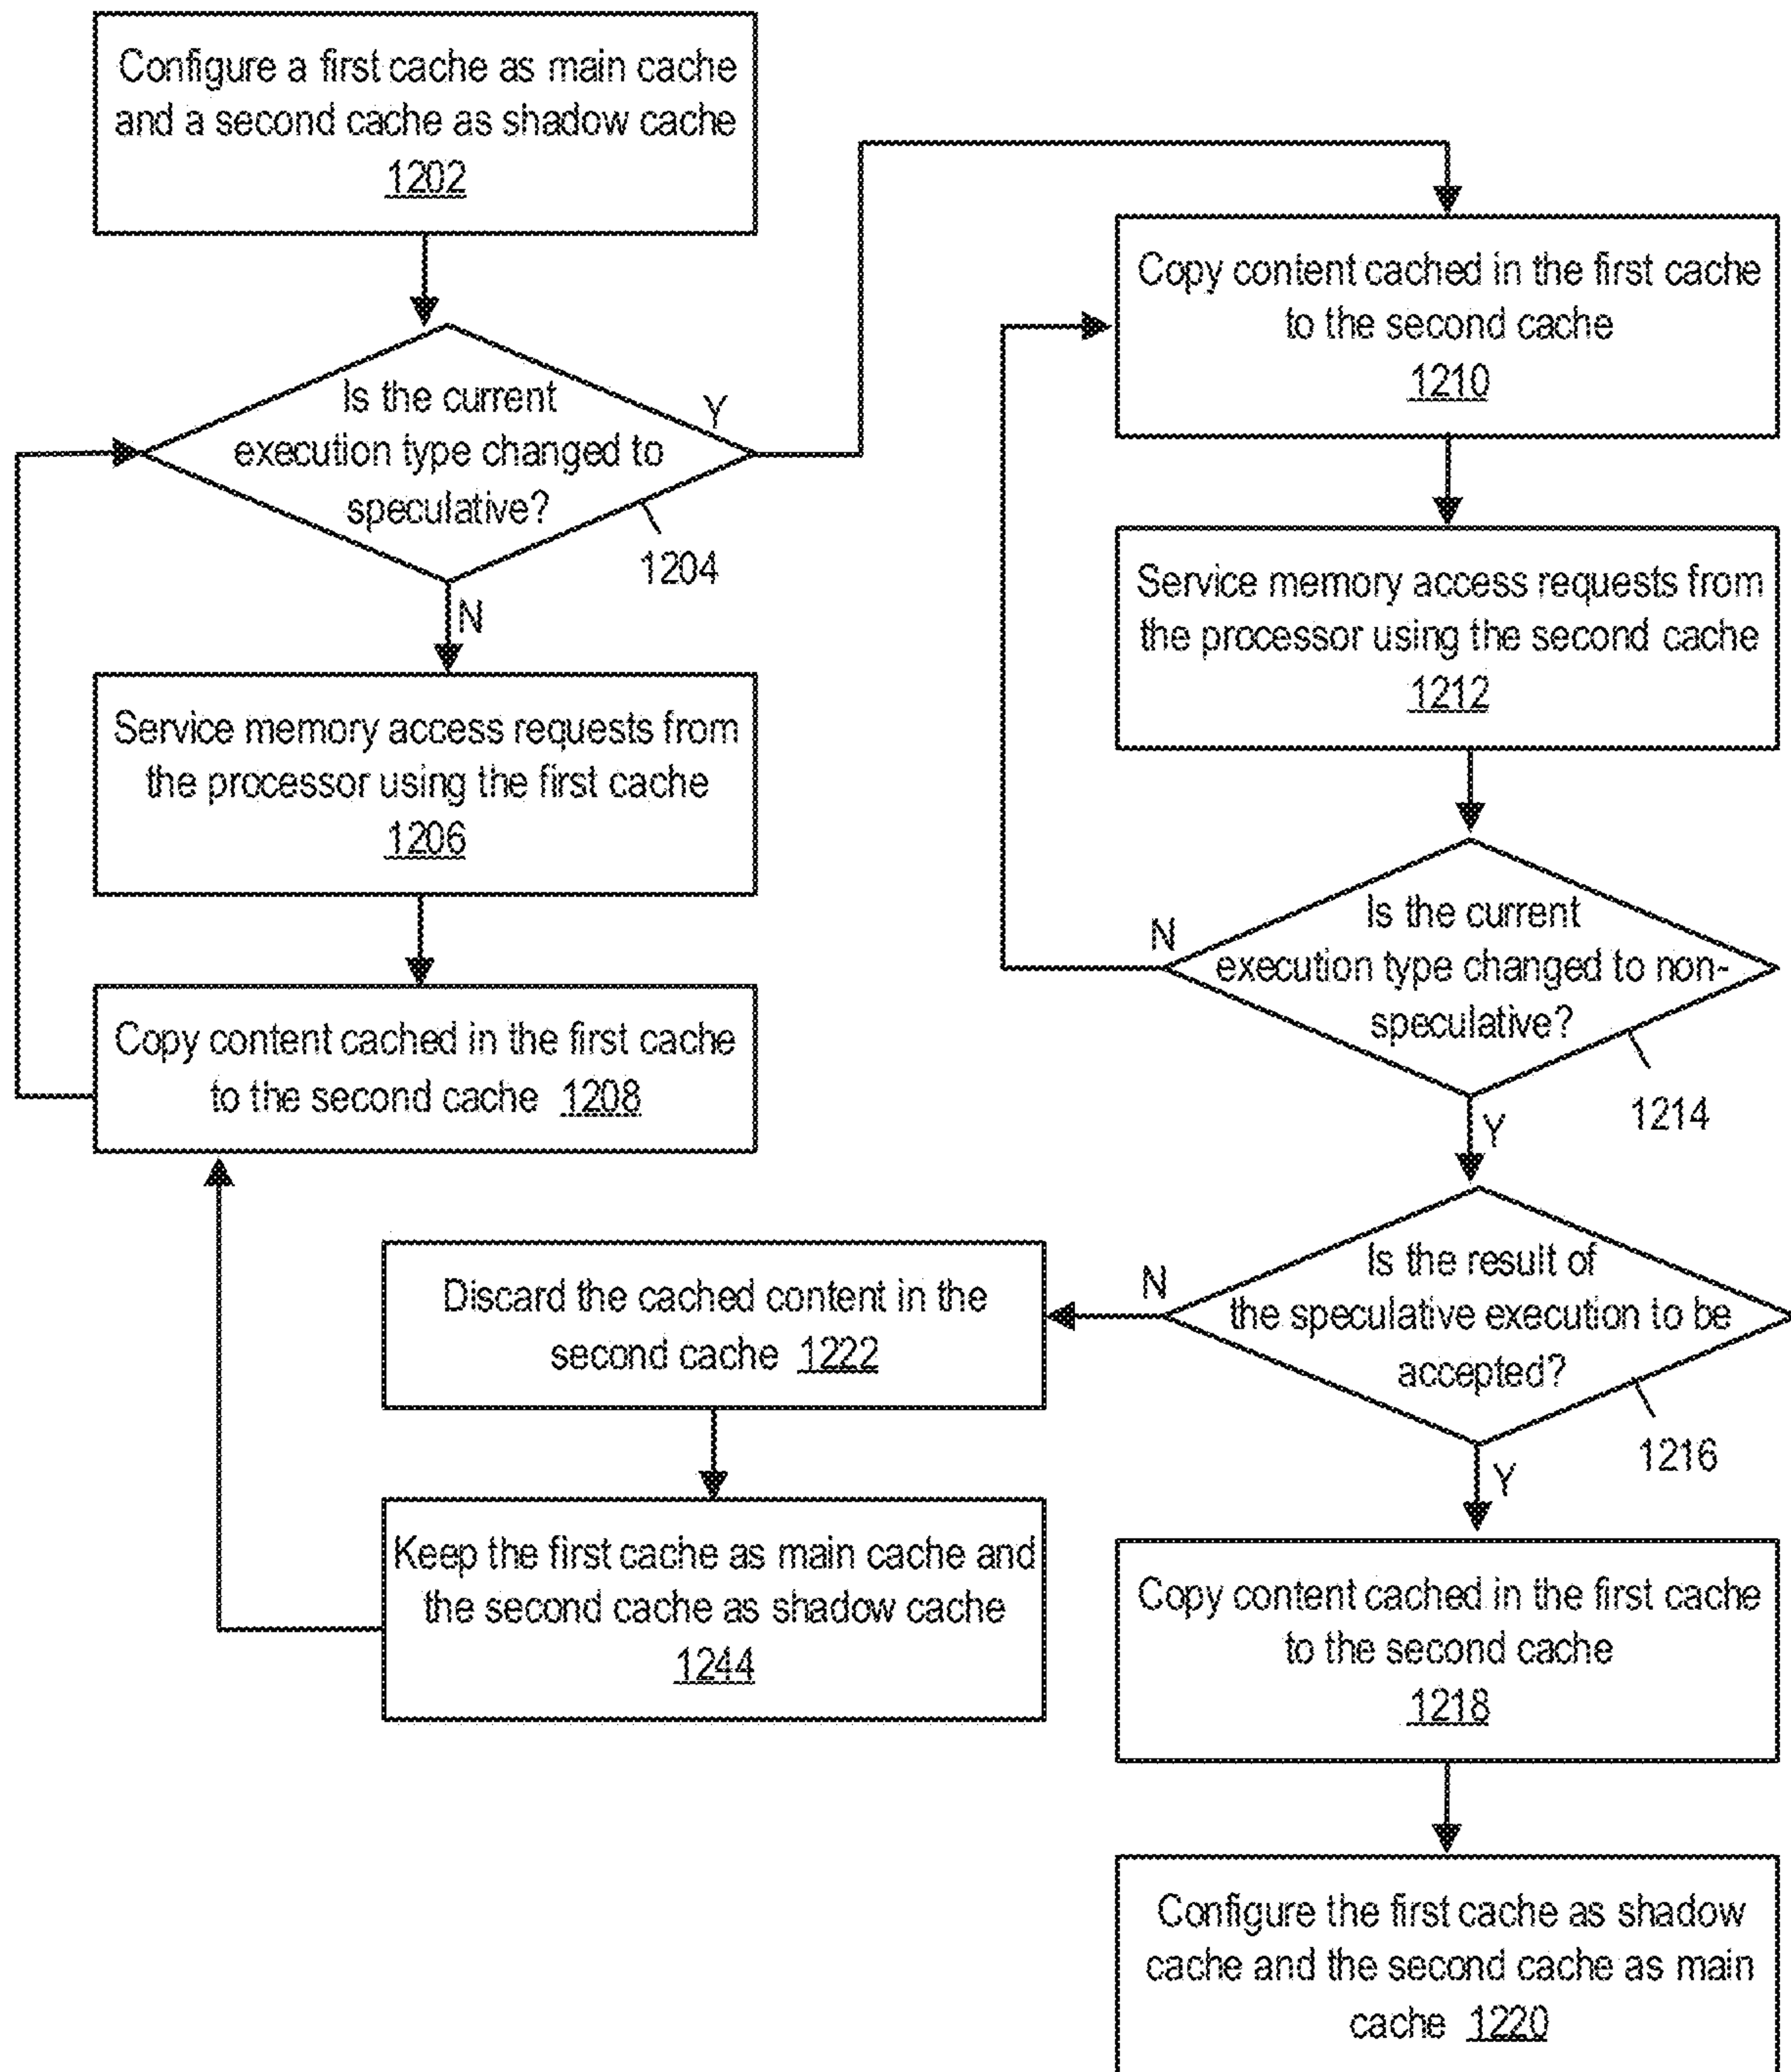 Configure a first cache as main cache
and a second cache as shadow cache
1202
Is the current
execution type changed to
speculative?
Y
1204
N
Service memory access requests from
the processor using the first cache
1206
Copy content cached in the first cache
to the second cache 1208
Copy content cached in the first cache
to the second cache
1210
Service memory access requests from
the processor using the second cache
1212
Is the current
execution type changed to non-
speculative?
N
1214
Y
Is the result of
the speculative execution to be
accepted?
N
1216
Y
Discard the cached content in the
second cache 1222
Keep the first cache as main cache and
the second cache as shadow cache
1244
Copy content cached in the first cache
to the second cache
1218
Configure the first cache as shadow
cache and the second cache as main
cache 1220